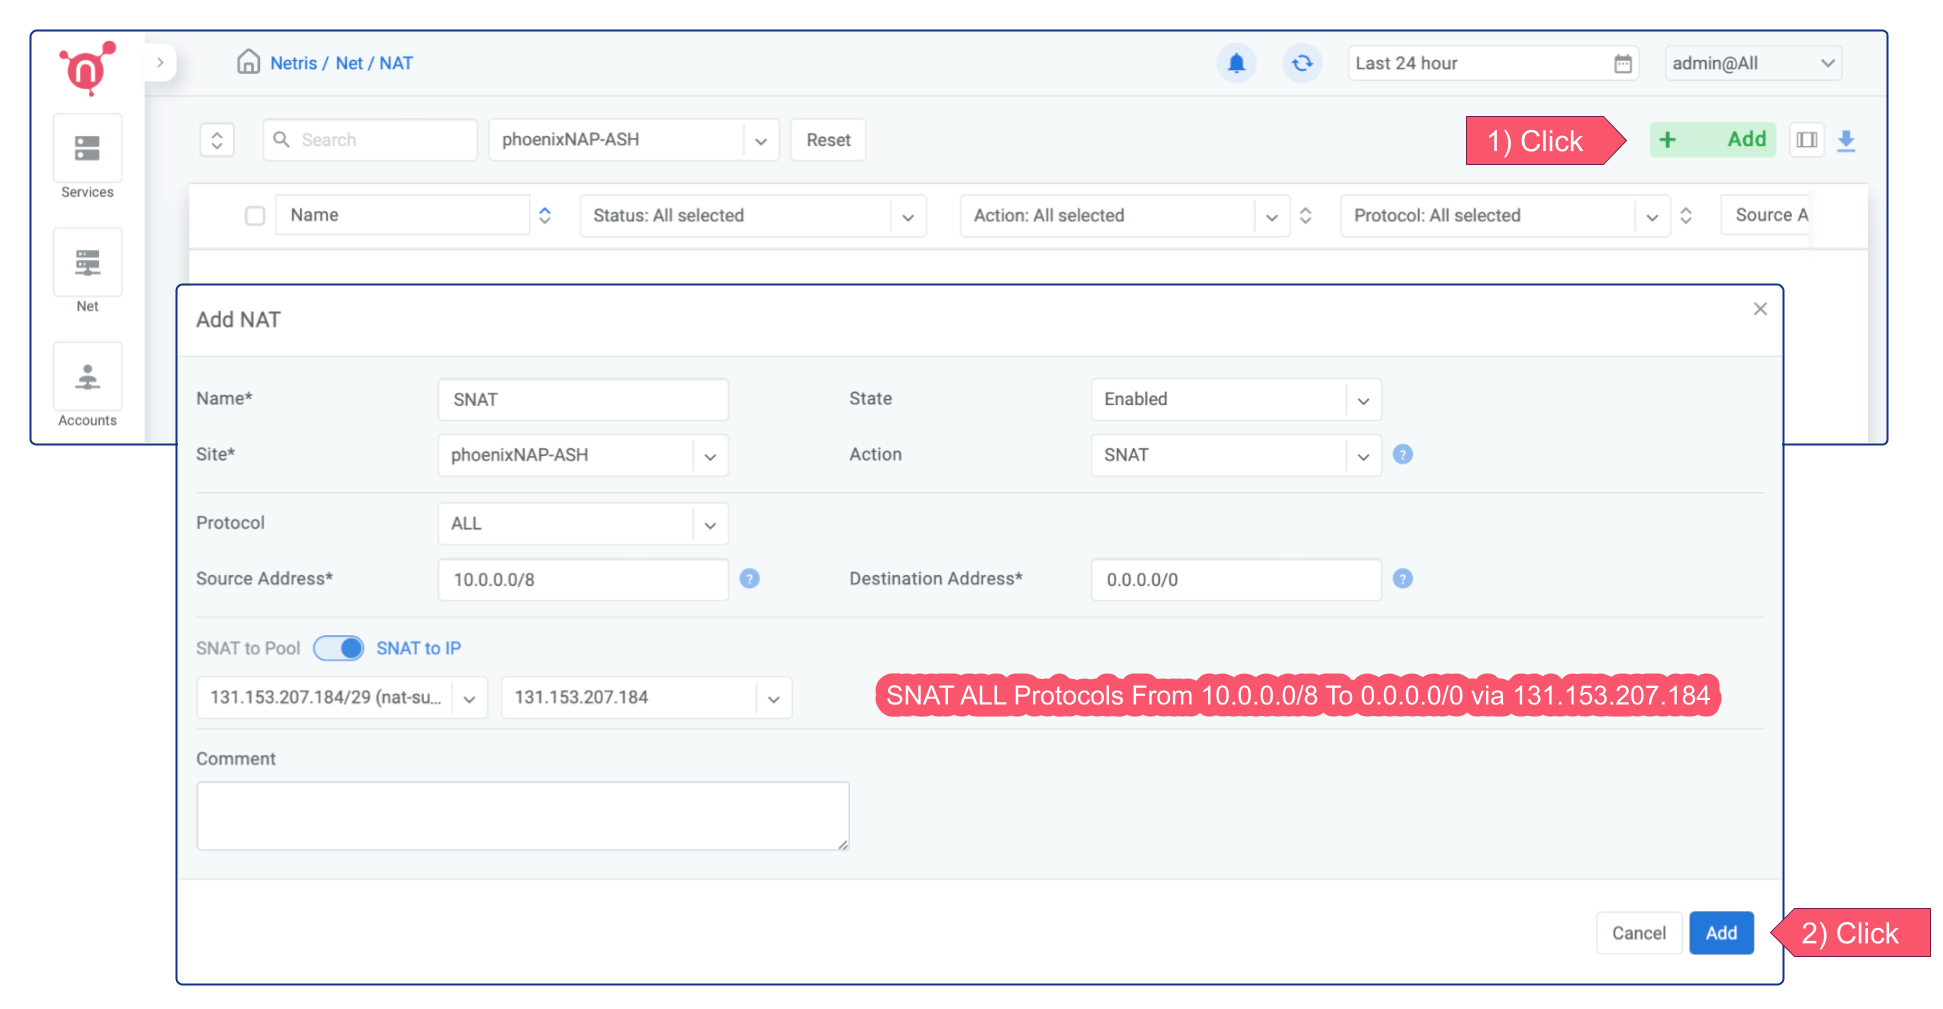 Netris / Net / NAT
Last 24 hour
admin@All
Search
phoenixNAP-ASH
Reset
1) Click
+ Add
Services
Name
Status: All selected
Action: All selected
Protocol: All selected
Source A
Net
Accounts
Add NAT
Name*
SNAT
State
Enabled
Site*
phoenixNAP-ASH
Action
SNAT
?
Protocol
ALL
Source Address*
10.0.0.0/8
?
Destination Address*
0.0.0.0/0
?
SNAT to Pool
SNAT to IP
131.153.207.184/29 (nat-su...
131.153.207.184
SNAT ALL Protocols From 10.0.0.0/8 To 0.0.0.0/0 via 131.153.207.184
Comment
Cancel
Add
2) Click